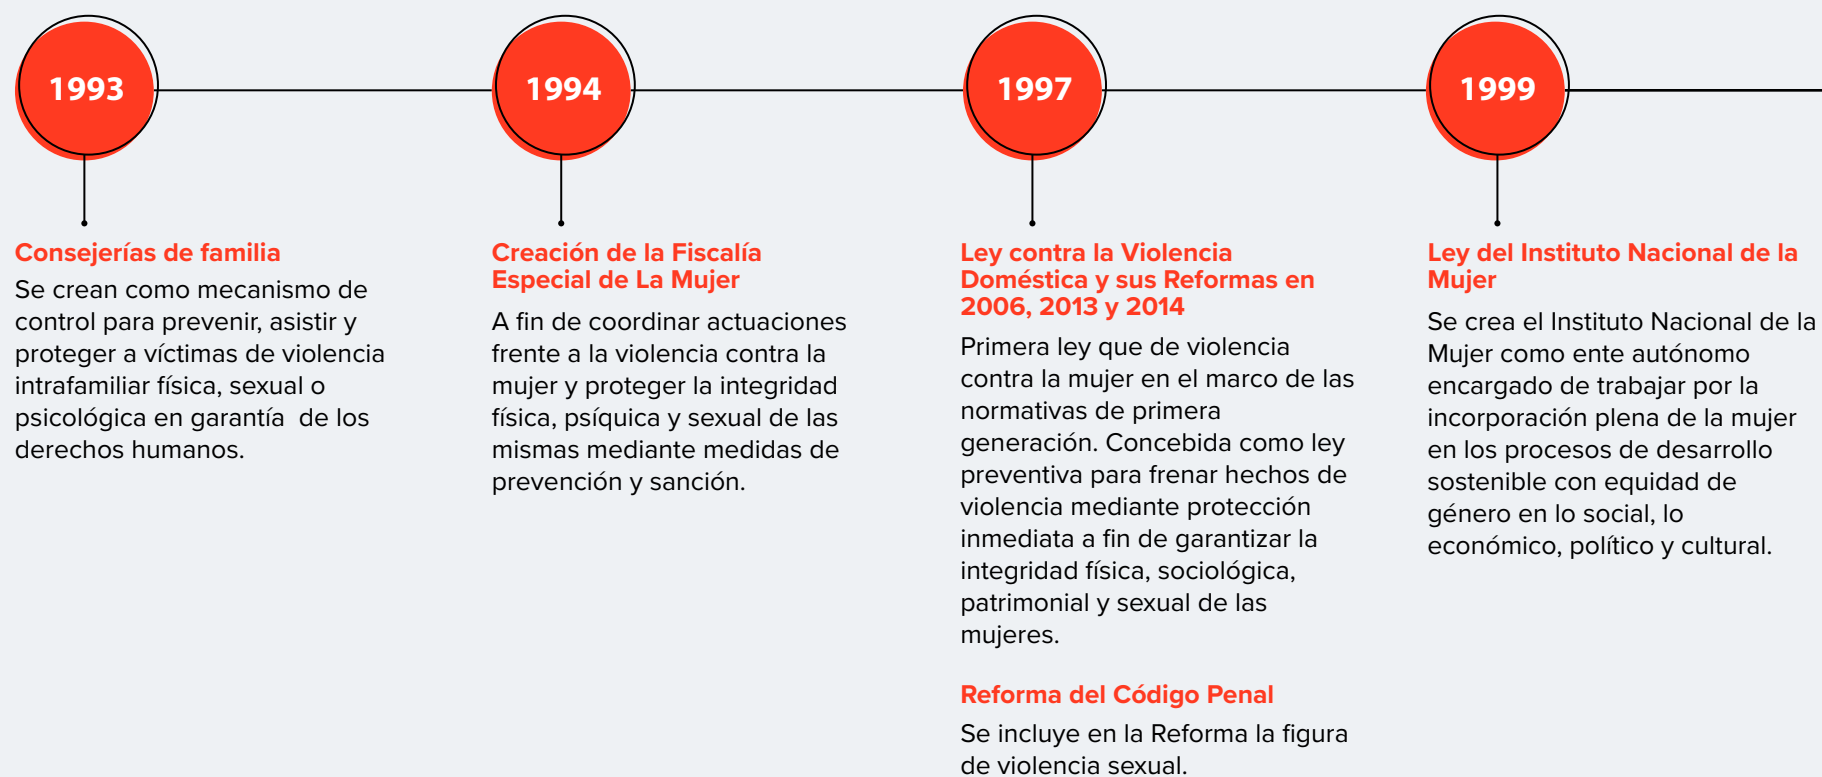 1993
Consejerías de familia
Se crean como mecanismo de
control para prevenir, asistir y
proteger a víctimas de violencia
intrafamiliar física, sexual o
psicológica en garantía  de los
derechos humanos.
1994
Creación de la Fiscalía
Especial de La Mujer
A fin de coordinar actuaciones
frente a la violencia contra la
mujer y proteger la integridad
física, psíquica y sexual de las
mismas mediante medidas de
prevención y sanción.
1997
Ley contra la Violencia
Doméstica y sus Reformas en
2006, 2013 y 2014
Primera ley que de violencia
contra la mujer en el marco de las
normativas de primera
generación. Concebida como ley
preventiva para frenar hechos de
violencia mediante protección
inmediata a fin de garantizar la
integridad física, sociológica,
patrimonial y sexual de las
mujeres.
Reforma del Código Penal
Se incluye en la Reforma la figura
de violencia sexual.
1999
Ley del Instituto Nacional de la
Mujer
Se crea el Instituto Nacional de la
Mujer como ente autónomo
encargado de trabajar por la
incorporación plena de la mujer
en los procesos de desarrollo
sostenible con equidad de
género en lo social, lo
económico, político y cultural.